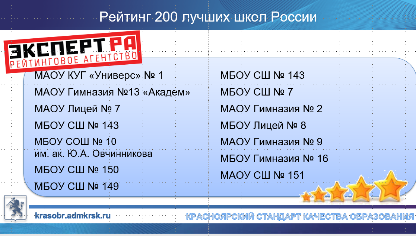 Рейтинг 200 лучших школ России
ЭКСПЕРТ РА
РЕЙТИНГОВОЕ АГЕНТСТВО
МАОУ КУГ «Универс» № 1
МАОУ Гимназия №13 «Академ»
МАОУ Лицей № 7
МБОУ СШ № 143
МБОУ СОШ № 10
им. ак. Ю.А. Овчинникова
МБОУ СШ № 150
МБОУ СШ № 149
МБОУ СШ № 143
МБОУ СШ № 7
МАОУ Гимназия № 2
МБОУ Лицей № 8
МАОУ Гимназия № 9
МБОУ Гимназия № 16
МАОУ СШ № 151
krasobr.admkrsk.ru
КРАСНОЯРСКИЙ СТАНДАРТ КАЧЕСТВА ОБРАЗОВАНИЯ